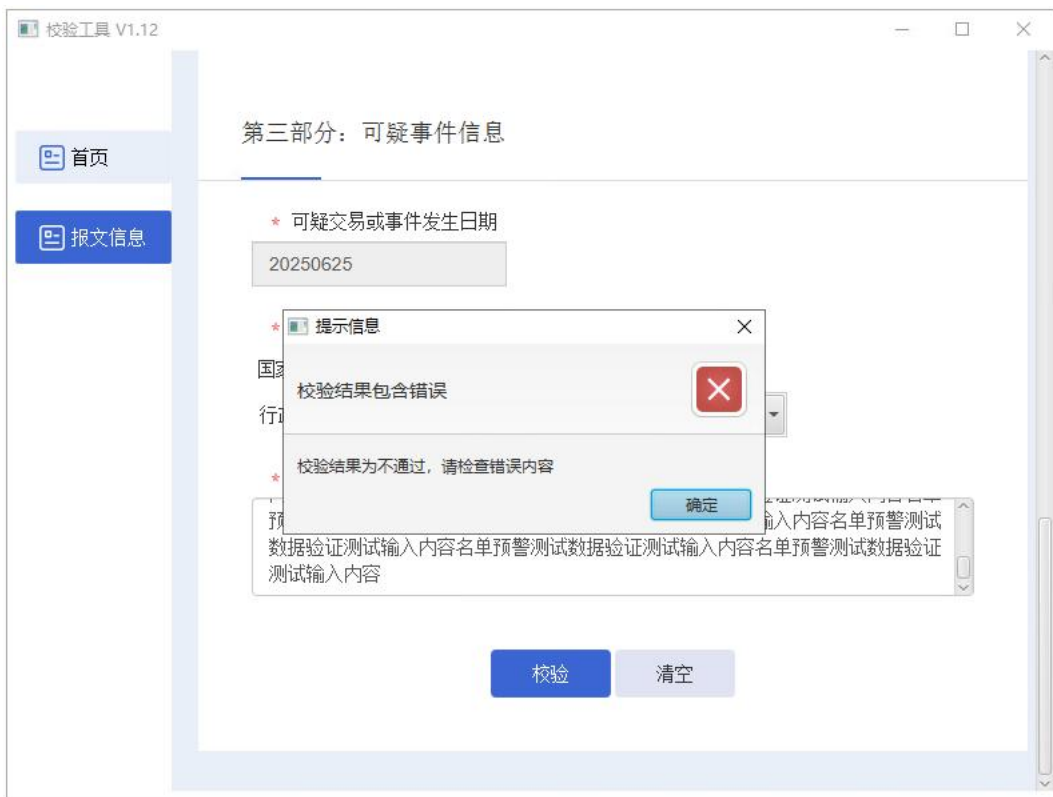 校验工具 V1.12
首页
报文信息
第三部分：可疑事件信息
* 可疑交易或事件发生日期
20250625
*
国家
提示信息
校验结果包含错误
校验结果为不通过，请检查错误内容
确定
*
预
输入内容名单预警测试
数据验证测试输入内容名单预警测试数据验证测试输入内容名单预警测试数据验证
测试输入内容
校验
清空